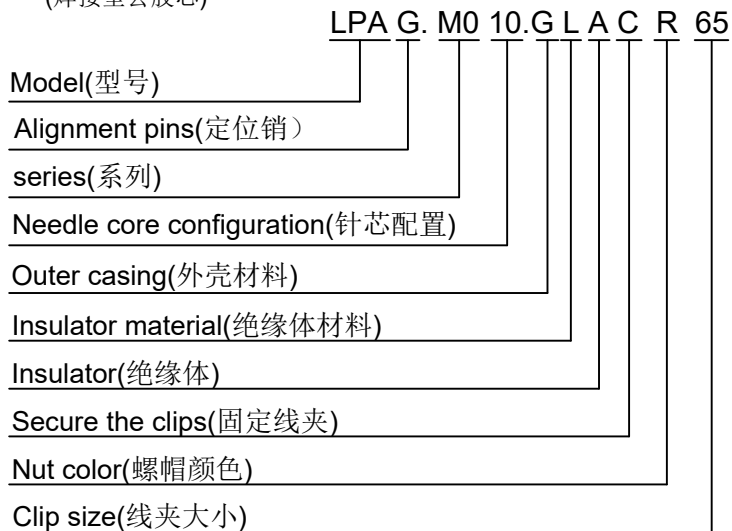 LPA G. M0 10.G L A C R 65
Model(型号)
Alignment pins(定位销）
series(系列)
Needle core configuration(针芯配置)
Outer casing(外壳材料)
Insulator material(绝缘体材料)
Insulator(绝缘体)
Secure the clips(固定线夹)
Nut color(螺帽颜色)
Clip size(线夹大小)